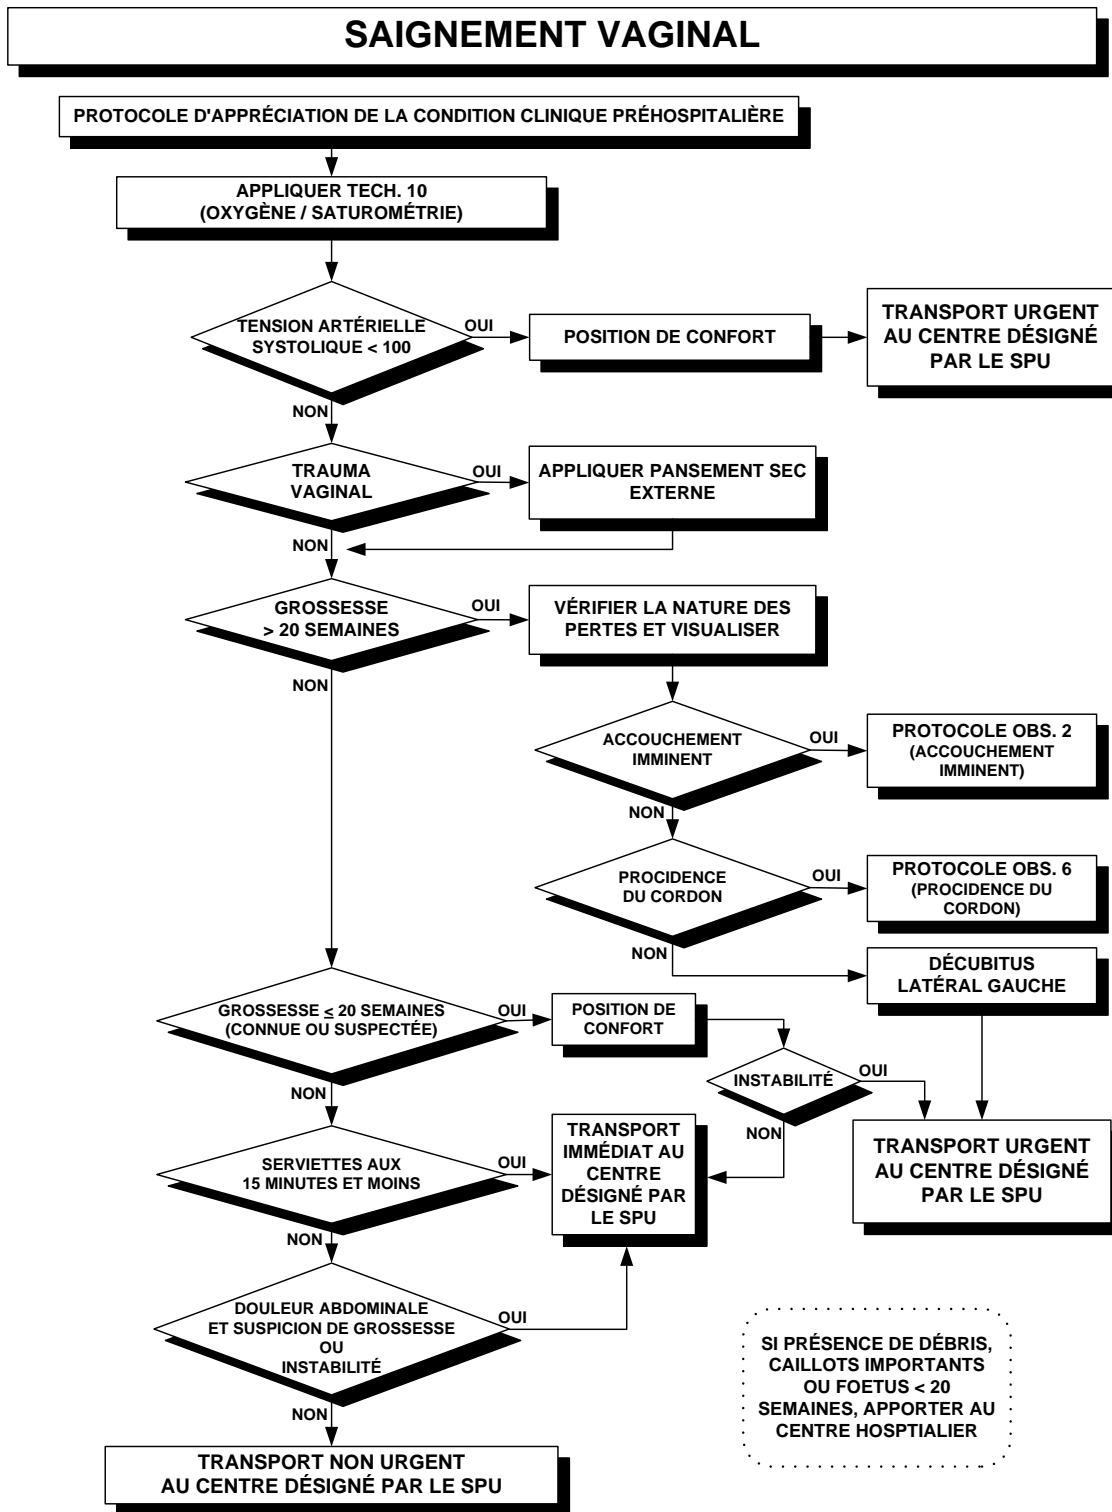 SAIGNEMENT VAGINAL
PROTOCOLE D'APPRÉCIATION DE LA CONDITION CLINIQUE PRÉHOSPITALIÈRE
APPLIQUER TECH. 10
(OXYGÈNE / SATUROMÉTRIE)
TENSION ARTÉRIELLE
SYSTOLIQUE < 100
OUI
POSITION DE CONFORT
TRANSPORT URGENT
AU CENTRE DÉSIGNÉ
PAR LE SPU
NON
TRAUMA
VAGINAL
OUI
APPLIQUER PANSEMENT SEC
EXTERNE
NON
GROSSESSE
> 20 SEMAINES
OUI
VÉRIFIER LA NATURE DES
PERTES ET VISUALISER
NON
ACCOUCHEMENT
IMMINENT
OUI
PROTOCOLE OBS. 2
(ACCOUCHEMENT
IMMINENT)
NON
PROCIDENCE
DU CORDON
OUI
PROTOCOLE OBS. 6
(PROCIDENCE DU
CORDON)
NON
DÉCUBITUS
LATÉRAL GAUCHE
GROSSESSE ≤ 20 SEMAINES
(CONNUE OU SUSPECTÉE)
OUI
POSITION DE
CONFORT
INSTABILITÉ
OUI
NON
NON
TRANSPORT
IMMÉDIAT AU
CENTRE
DÉSIGNÉ PAR
LE SPU
TRANSPORT URGENT
AU CENTRE DÉSIGNÉ
PAR LE SPU
SERVIETTES AUX
15 MINUTES ET MOINS
OUI
NON
DOULEUR ABDOMINALE
ET SUSPICION DE GROSSESSE
OU
INSTABILITÉ
OUI
NON
SI PRÉSENCE DE DÉBRIS,
CAILLOTS IMPORTANTS
OU FOETUS < 20
SEMAINES, APPORTER AU
CENTRE HOSPTIALIER
TRANSPORT NON URGENT
AU CENTRE DÉSIGNÉ PAR LE SPU